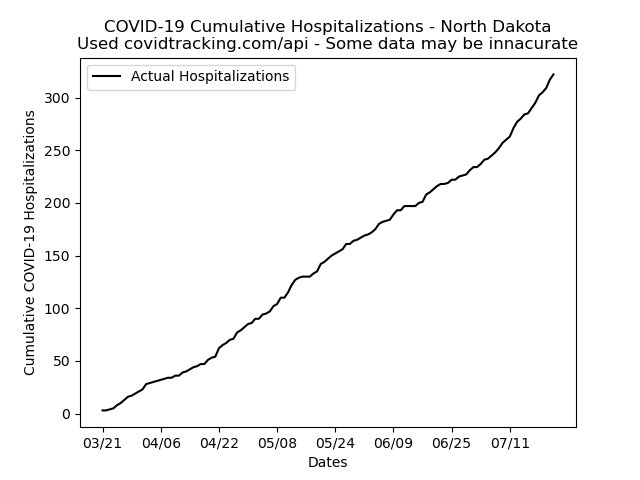 COVID-19 Cumulative Hospitalizations - North Dakota
Used covidtracking.com/api - Some data may be innacurate
Actual Hospitalizations
Cumulative COVID-19 Hospitalizations
300
250
200
150
100
50
0
03/21 04/06 04/22 05/08 05/24 06/09 06/25 07/11
Dates